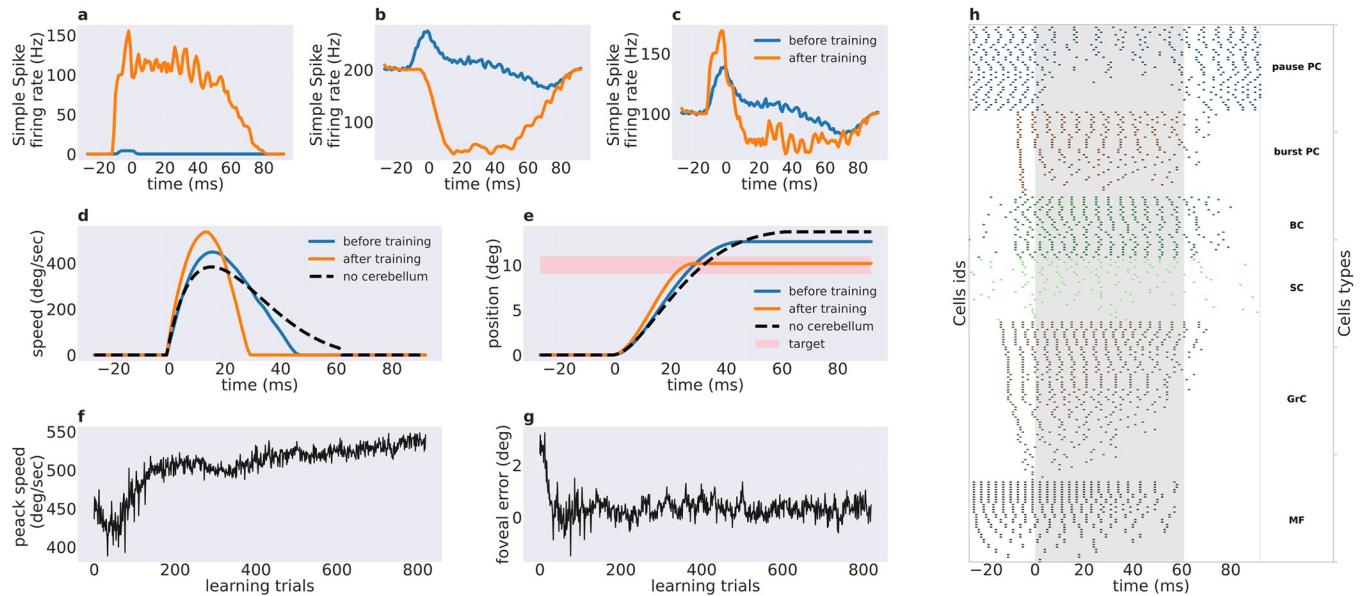 a
Simple Spike
firing rate (Hz)
150
100
50
0
−20 0 20 40 60 80
time (ms)
b
Simple Spike
firing rate (Hz)
200
100
−20 0 20 40 60 80
time (ms)
c
Simple Spike
firing rate (Hz)
150
100
before training
after training
−20 0 20 40 60 80
time (ms)
d
speed (deg/sec)
400
200
0
before training
after training
no cerebellum
−20 0 20 40 60 80
time (ms)
e
position (deg)
10
5
0
before training
after training
no cerebellum
target
−20 0 20 40 60 80
time (ms)
f
peack speed
(deg/sec)
550
500
450
400
0 200 400 600 800
learning trials
g
foveal error (deg)
2
0
0 200 400 600 800
learning trials
h
Cells ids
pause PC
burst PC
BC
SC
GrC
MF
Cells types
−20 0 20 40 60 80
time (ms)